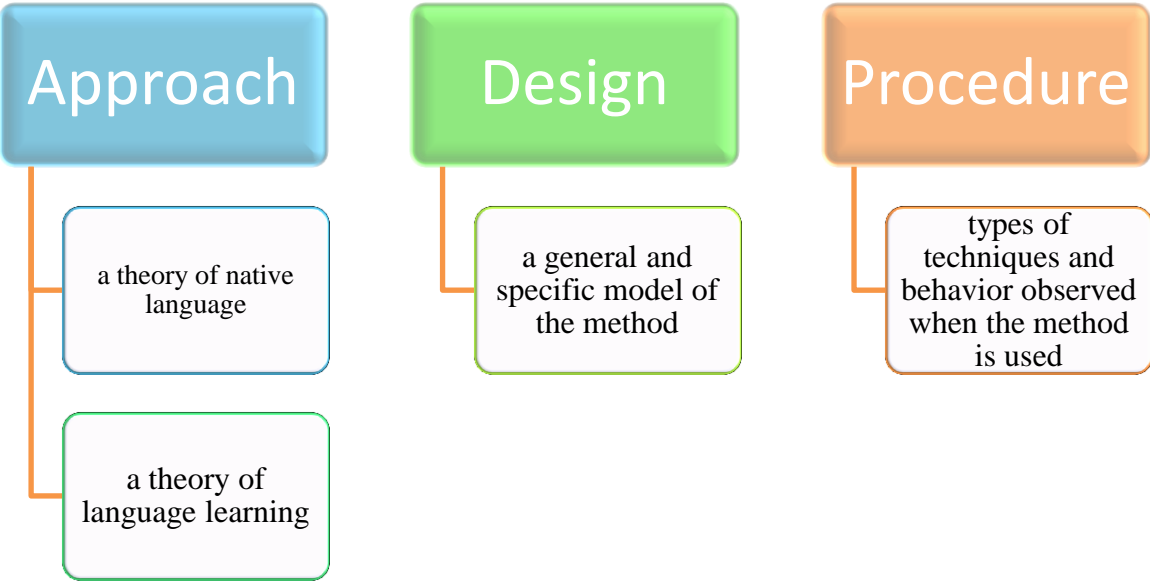 Approach
a theory of native
language
a theory of
language learning
Design
a general and
specific model of
the method
Procedure
types of
techniques and
behavior observed
when the method
is used